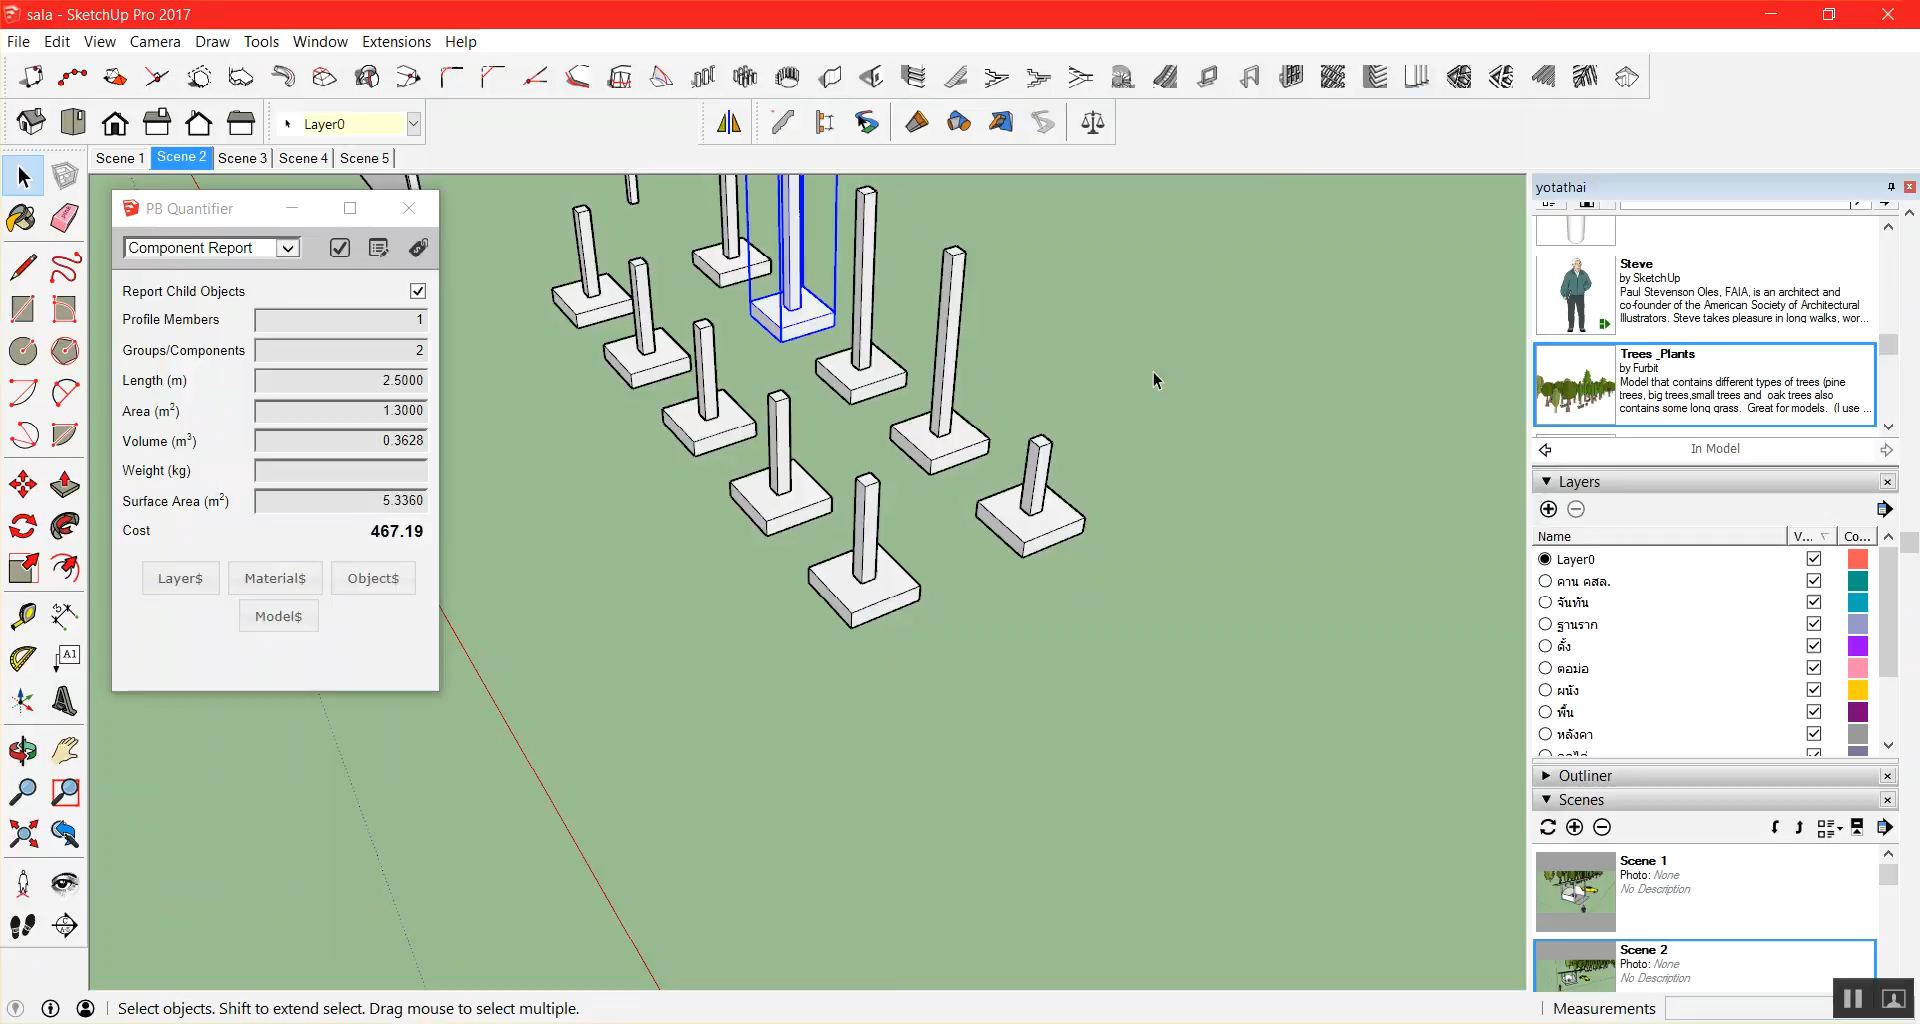 sala - SketchUp Pro 2017
File Edit View Camera Draw Tools Window Extensions Help
Layer0
Scene 1 Scene 2 Scene 3 Scene 4 Scene 5
PB Quantifier
Component Report
Report Child Objects
Profile Members 1
Groups/Components 2
Length (m) 2.5000
Area (m²) 1.3000
Volume (m³) 0.3628
Weight (kg)
Surface Area (m²) 5.3360
Cost 467.19
Layer$ Material$ Object$
Model$
A1
yotathai
Steve
by SketchUp
Paul Stevenson Oles, FAIA, is an architect and
co-founder of the American Society of Architectural
Illustrators. Steve takes pleasure in long walks, wor...
Trees _Plants
by Furbit
Model that contains different types of trees (pine
trees, big trees,small trees and oak trees also
contains some long grass. Great for models. (I use ...
In Model
Layers
Name V... Co...
Layer0
คาน คสล.
จันทัน
ฐานราก
ดั้ง
ตอม่อ
ผนัง
พื้น
หลังคา
Outliner
Scenes
Scene 1
Photo: None
No Description
Scene 2
Photo: None
No Description
Select objects. Shift to extend select. Drag mouse to select multiple.
Measurements